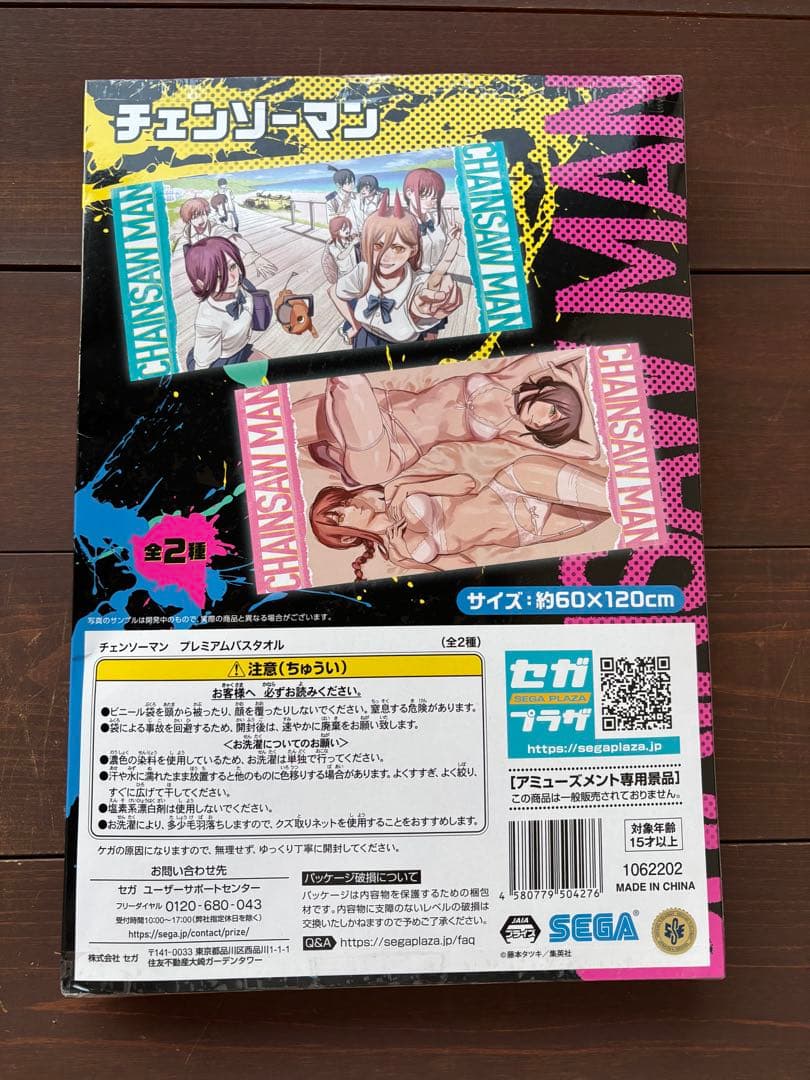 チェンソーマン
CHAINSAW MAN
CHAINSAW MAN
CHAINSAW MAN
CHAINSAW MAN
SAW MAN
全2種
サイズ:約60×120cm
写真のサンプルは開発中のもので、実際の商品と異なる場合がございます。
チェンソーマン プレミアムバスタオル (全2種)
⚠注意(ちゅうい)
お客様へ 必ずお読みください。
●ビニール袋を頭から被ったり、顔を覆ったりしないでください。窒息する危険があります。
●袋による事故を回避するため、開封後は、速やかに廃棄をお願い致します。
<お洗濯についてのお願い>
●濃色の染料を使用しているため、お洗濯は単独で行ってください。
●汗や水に濡れたまま放置すると他のものに色移りする場合があります。よくすすぎ、よく絞り、
すぐに広げて干してください。
●塩素系漂白剤は使用しないでください。
●お洗濯により、多少毛羽落ちしますので、クズ取りネットを使用することをおすすめします。
ケガの原因になりますので、無理せず、ゆっくり丁寧に開封してください。
お問い合わせ先
セガ ユーザーサポートセンター
フリーダイヤル 0120-680-043
受付時間10:00~17:00(弊社指定休日を除く)
https://sega.jp/contact/prize/
株式会社 セガ 〒141-0033 東京都品川区西品川1-1-1
住友不動産大崎ガーデンタワー
パッケージ破損について
パッケージは内容物を保護するための梱包
材です。内容物に支障のないレベルの破損は
交換いたしかねますので予めご了承ください。
Q&A https://segaplaza.jp/faq
セガ
SEGA PLAZA
プラザ
https://segaplaza.jp
[アミューズメント専用景品]
この商品は一般販売されておりません。
4 580779 504276
対象年齢
15才以上
1062202
MADE IN CHINA
JAIA
プライズ
SEGA®
©藤本タツキ/集英社